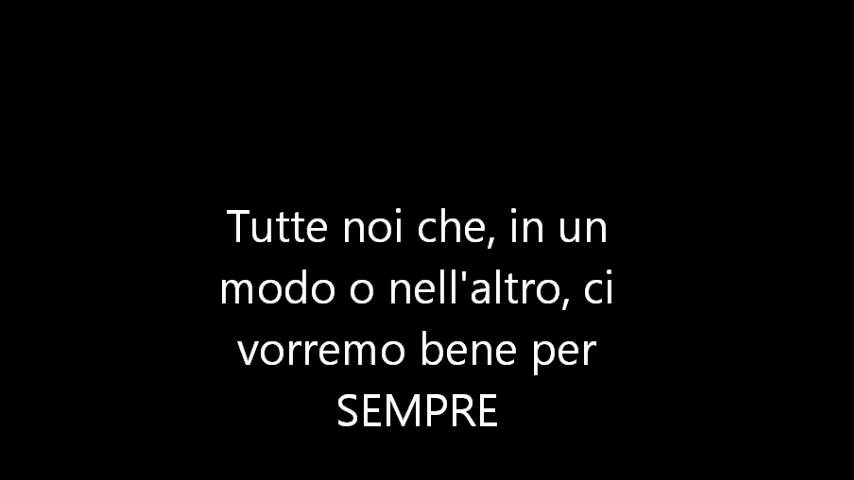 Tutte noi che, in un
modo o nell'altro, ci
vorremo bene per
SEMPRE